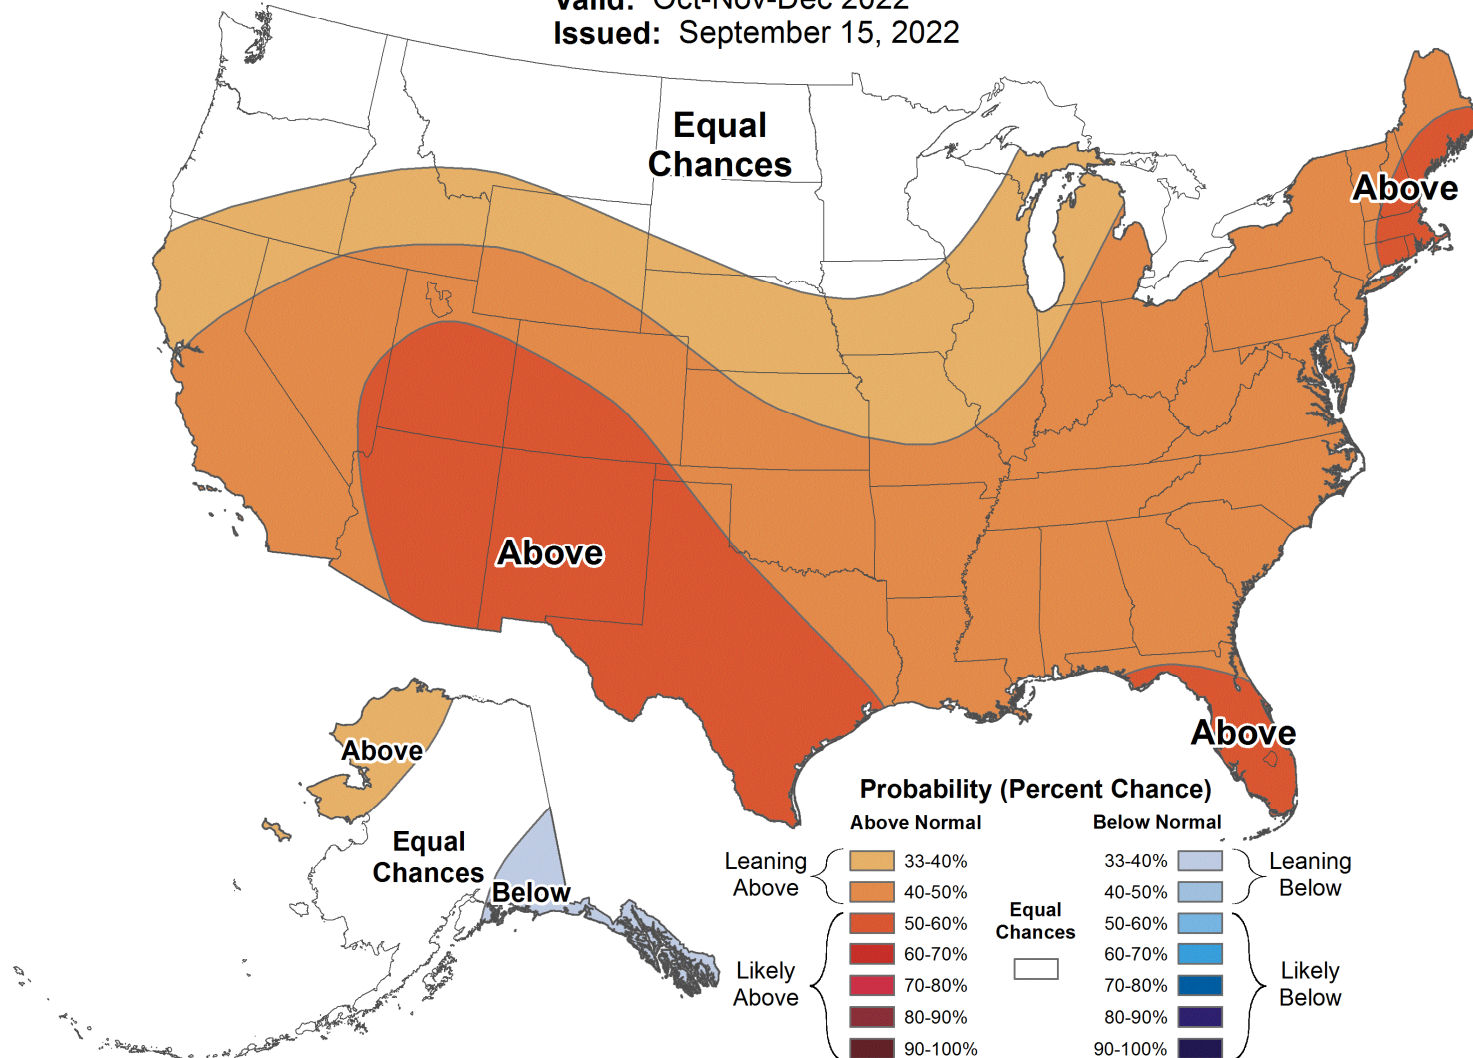 Valid: Oct-Nov-Dec 2022
Issued: September 15, 2022
Equal
Chances
Above
Above
Above
Above
Equal
Chances
Below
Probability (Percent Chance)
Above Normal
Below Normal
Leaning
Above
33-40%
40-50%
Likely
Above
50-60%
60-70%
70-80%
80-90%
90-100%
Equal
Chances
33-40%
40-50%
Leaning
Below
50-60%
60-70%
70-80%
80-90%
90-100%
Likely
Below